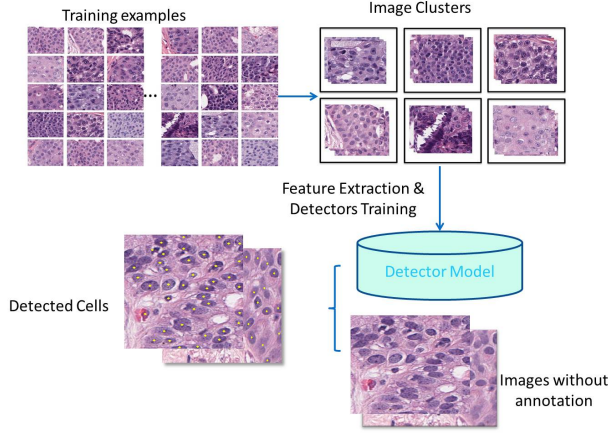 Training examples
Image Clusters
...
Feature Extraction &
Detectors Training
Detector Model
Detected Cells
Images without
annotation